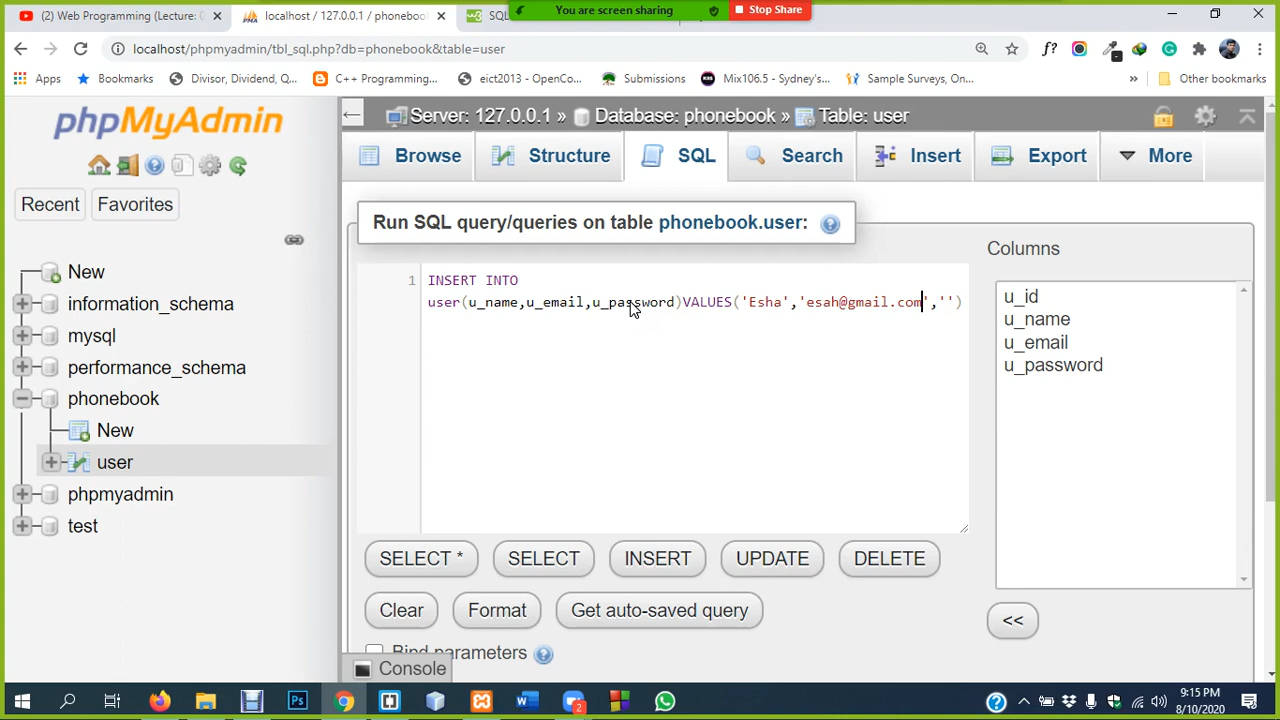 (2) Web Programming (Lecture: 0
localhost / 127.0.0.1 / phonebook
You are screen sharing
Stop Share
localhost/phpmyadmin/tbl_sql.php?db=phonebook&table=user
Apps
Bookmarks
Divisor, Dividend, Q...
C++ Programming...
eict2013 - OpenCo...
Submissions
Mix106.5 - Sydney's...
Sample Surveys, On...
»
Other bookmarks
phpMyAdmin
Recent
Favorites
New
information_schema
mysql
performance_schema
phonebook
New
user
phpmyadmin
test
Server: 127.0.0.1 » Database: phonebook » Table: user
Browse
Structure
SQL
Search
Insert
Export
More
Run SQL query/queries on table phonebook.user:
1 INSERT INTO
user(u_name,u_email,u_password)VALUES('Esha','esah@gmail.com','')
Columns
u_id
u_name
u_email
u_password
SELECT *
SELECT
INSERT
UPDATE
DELETE
<<
Clear
Format
Get auto-saved query
Bind parameters
Console
9:15 PM
8/10/2020